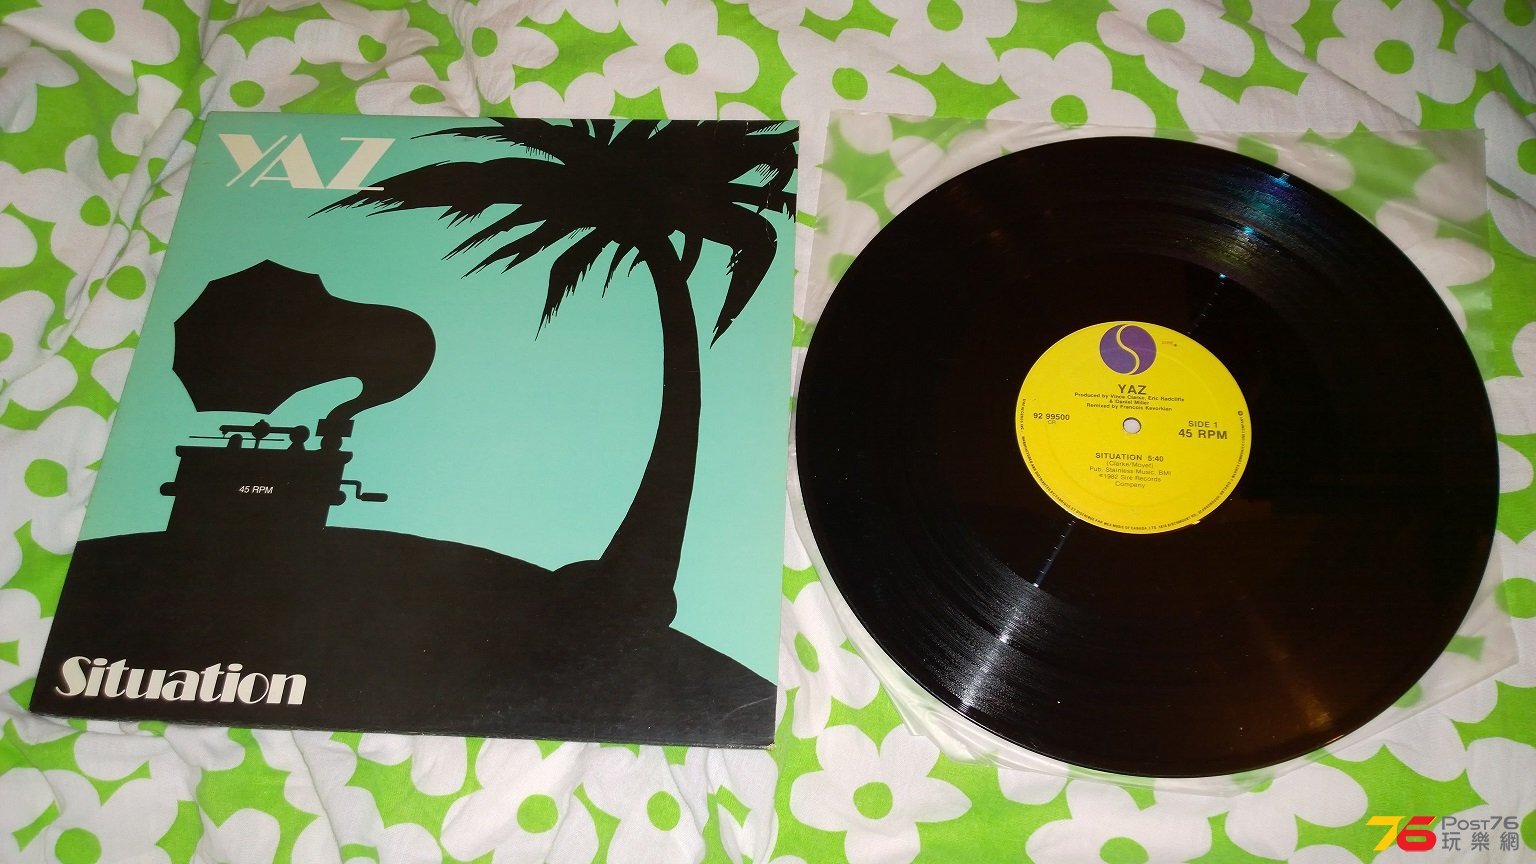 YAZ
45 RPM
Situation
YAZ
Produced by Vince Clarke, Eric Radcliffe
& Daniel Miller
Remixed by Francois Kevorkian
92 99500
SIDE 1
45 RPM
SITUATION 5:40
(Clarke/Moyet)
Pub. Stainless Music, BMI
©1982 Sire Records
Company
76 POST76
玩樂網